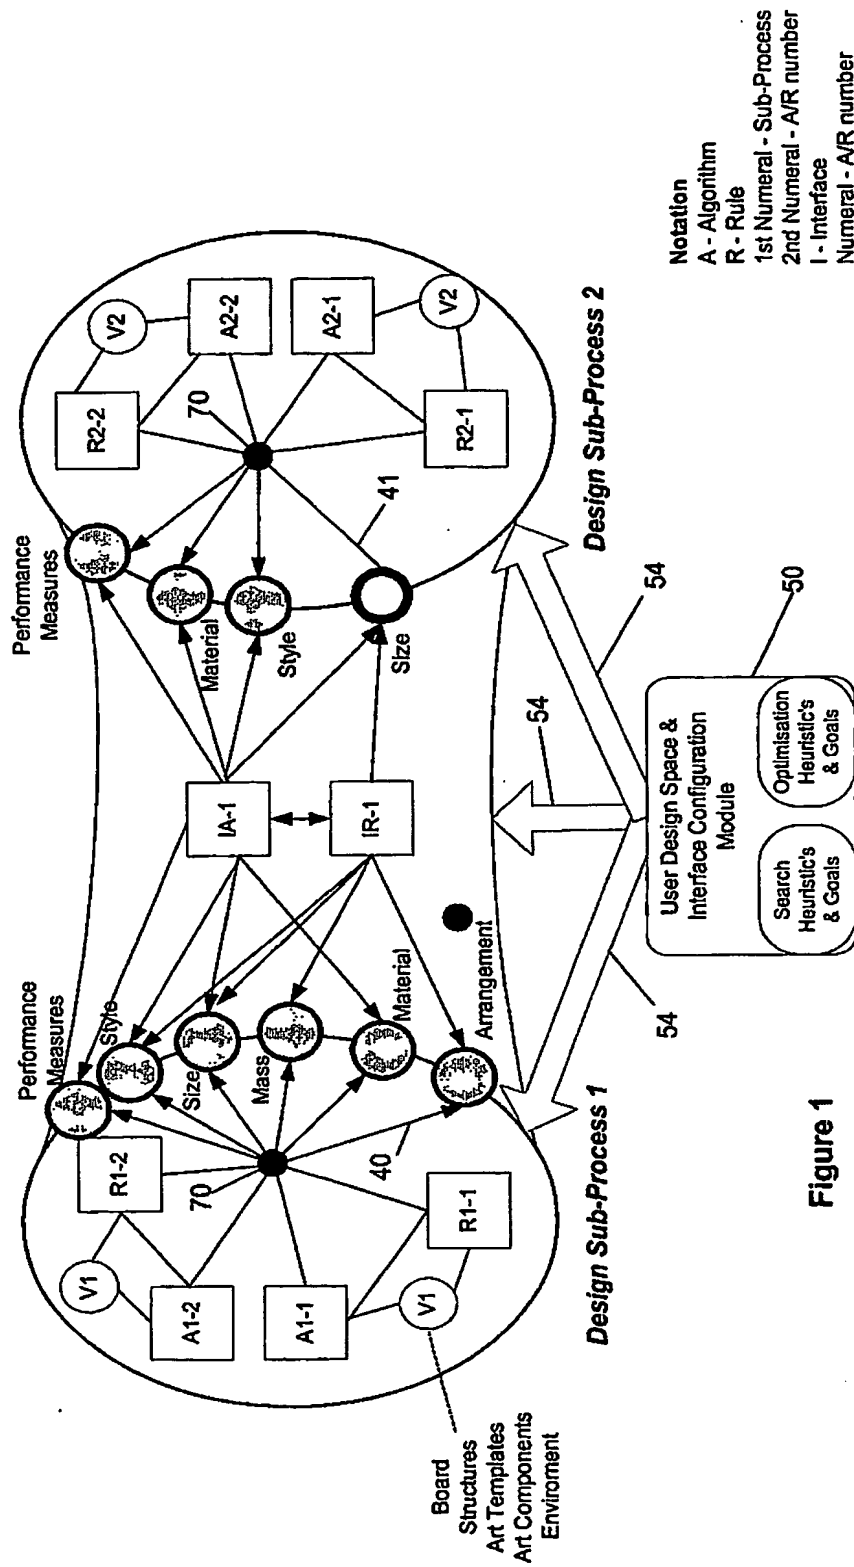 Performance
Measures
Style
Size
Mass
Material
Arrangement
R1-2
V1
A1-2
70
40
A1-1
R1-1
V1
Board
Structures
Art Templates
Art Components
Enviroment
Design Sub-Process 1
IA-1
IR-1
Performance
Measures
Material
Style
Size
41
70
R2-2
V2
A2-2
A2-1
V2
R2-1
Design Sub-Process 2
54
54
54
50
User Design Space &
Interface Configuration
Module
Search
Heuristic's
& Goals
Optimisation
Heuristic's
& Goals
Notation
A - Algorithm
R - Rule
1st Numeral - Sub-Process
2nd Numeral - A/R number
I - Interface
Numeral - A/R number
Figure 1